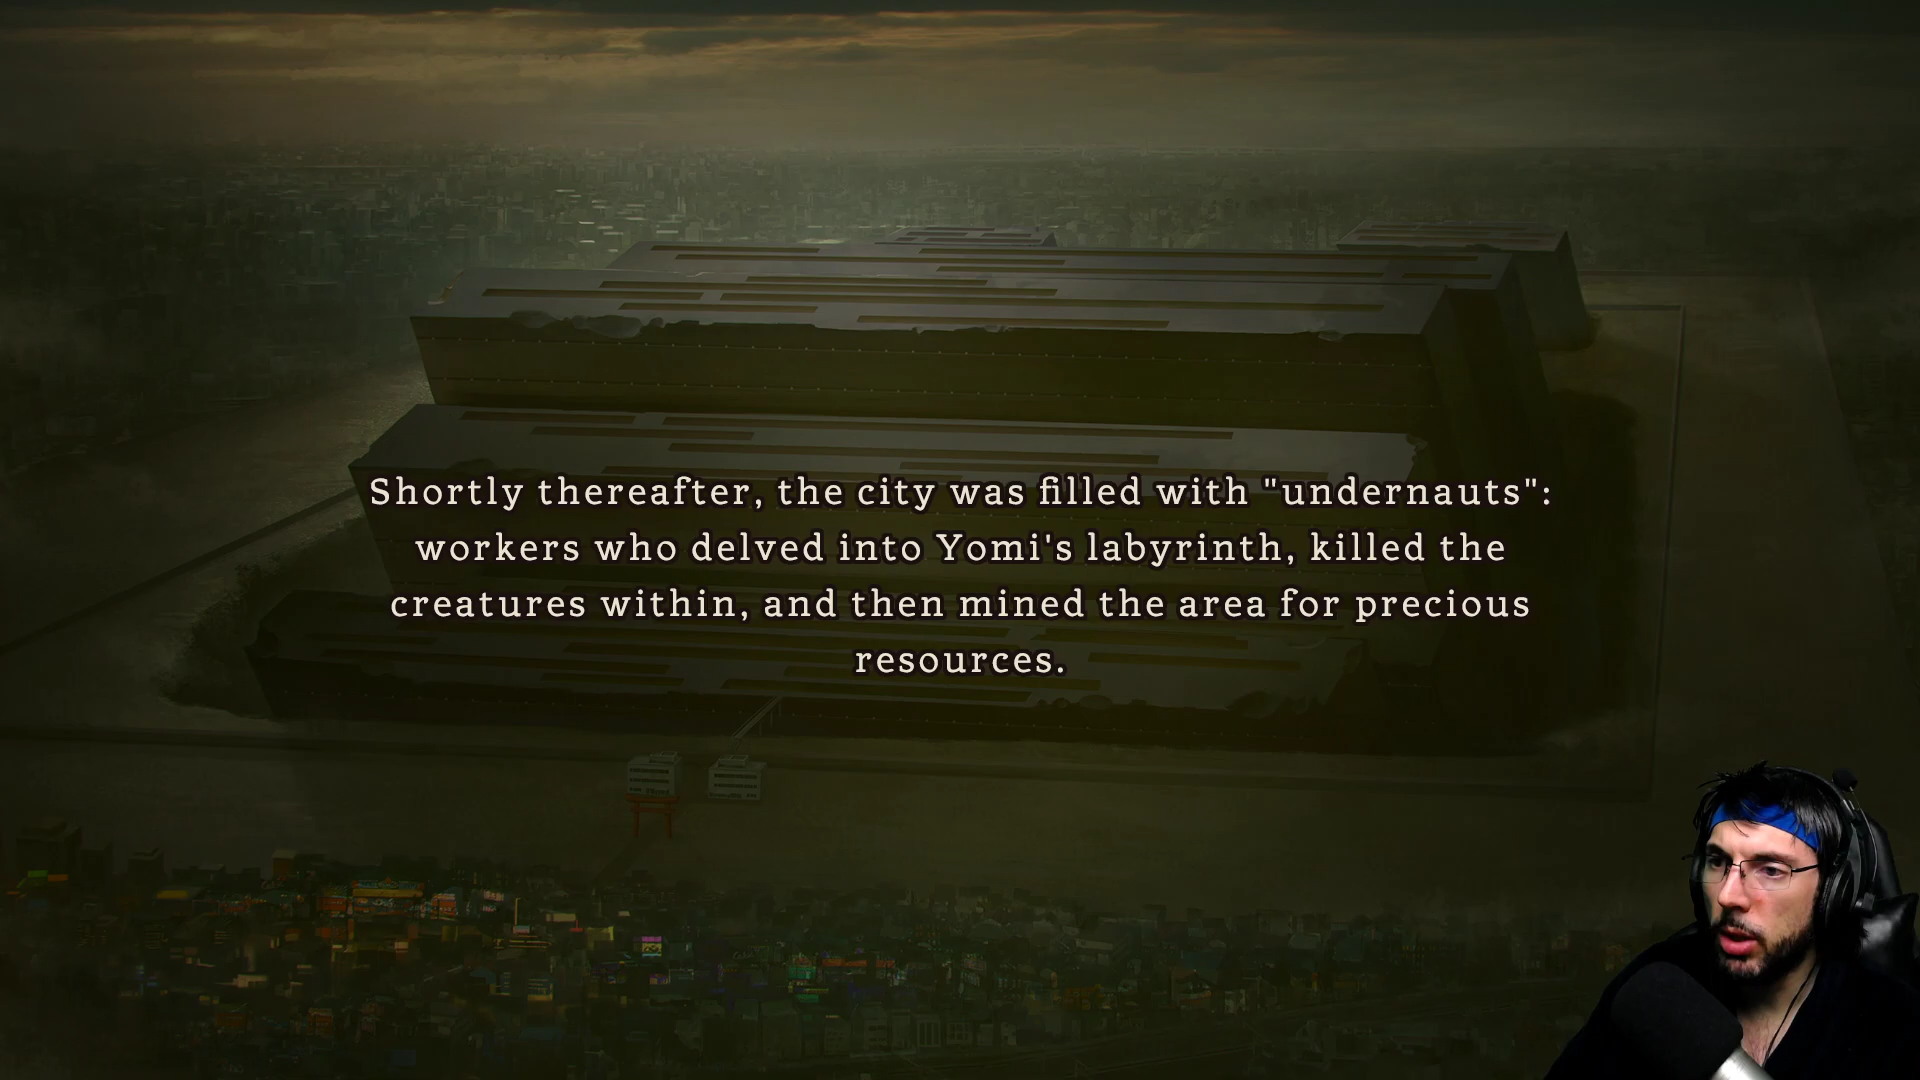 Shortly thereafter, the city was filled with "undernauts":
workers who delved into Yomi's labyrinth, killed the
creatures within, and then mined the area for precious
resources.